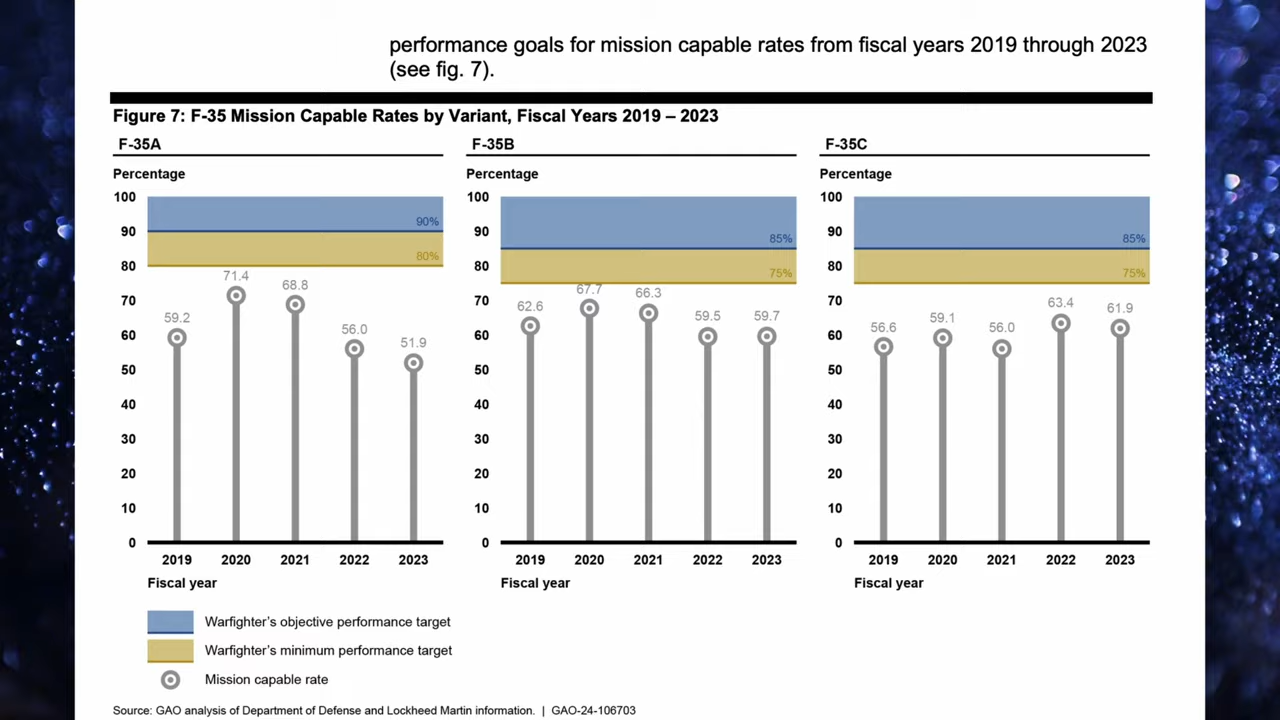 performance goals for mission capable rates from fiscal years 2019 through 2023
(see fig. 7).
Figure 7: F-35 Mission Capable Rates by Variant, Fiscal Years 2019 – 2023
F-35A
Percentage
100
90
80
70
60
50
40
30
20
10
0
90%
80%
59.2
71.4
68.8
56.0
51.9
2019 2020 2021 2022 2023
Fiscal year
F-35B
Percentage
100
90
80
70
60
50
40
30
20
10
0
85%
75%
62.6
67.7
66.3
59.5
59.7
2019 2020 2021 2022 2023
Fiscal year
F-35C
Percentage
100
90
80
70
60
50
40
30
20
10
0
85%
75%
56.6
59.1
56.0
63.4
61.9
2019 2020 2021 2022 2023
Fiscal year
Warfighter's objective performance target
Warfighter's minimum performance target
Mission capable rate
Source: GAO analysis of Department of Defense and Lockheed Martin information. | GAO-24-106703